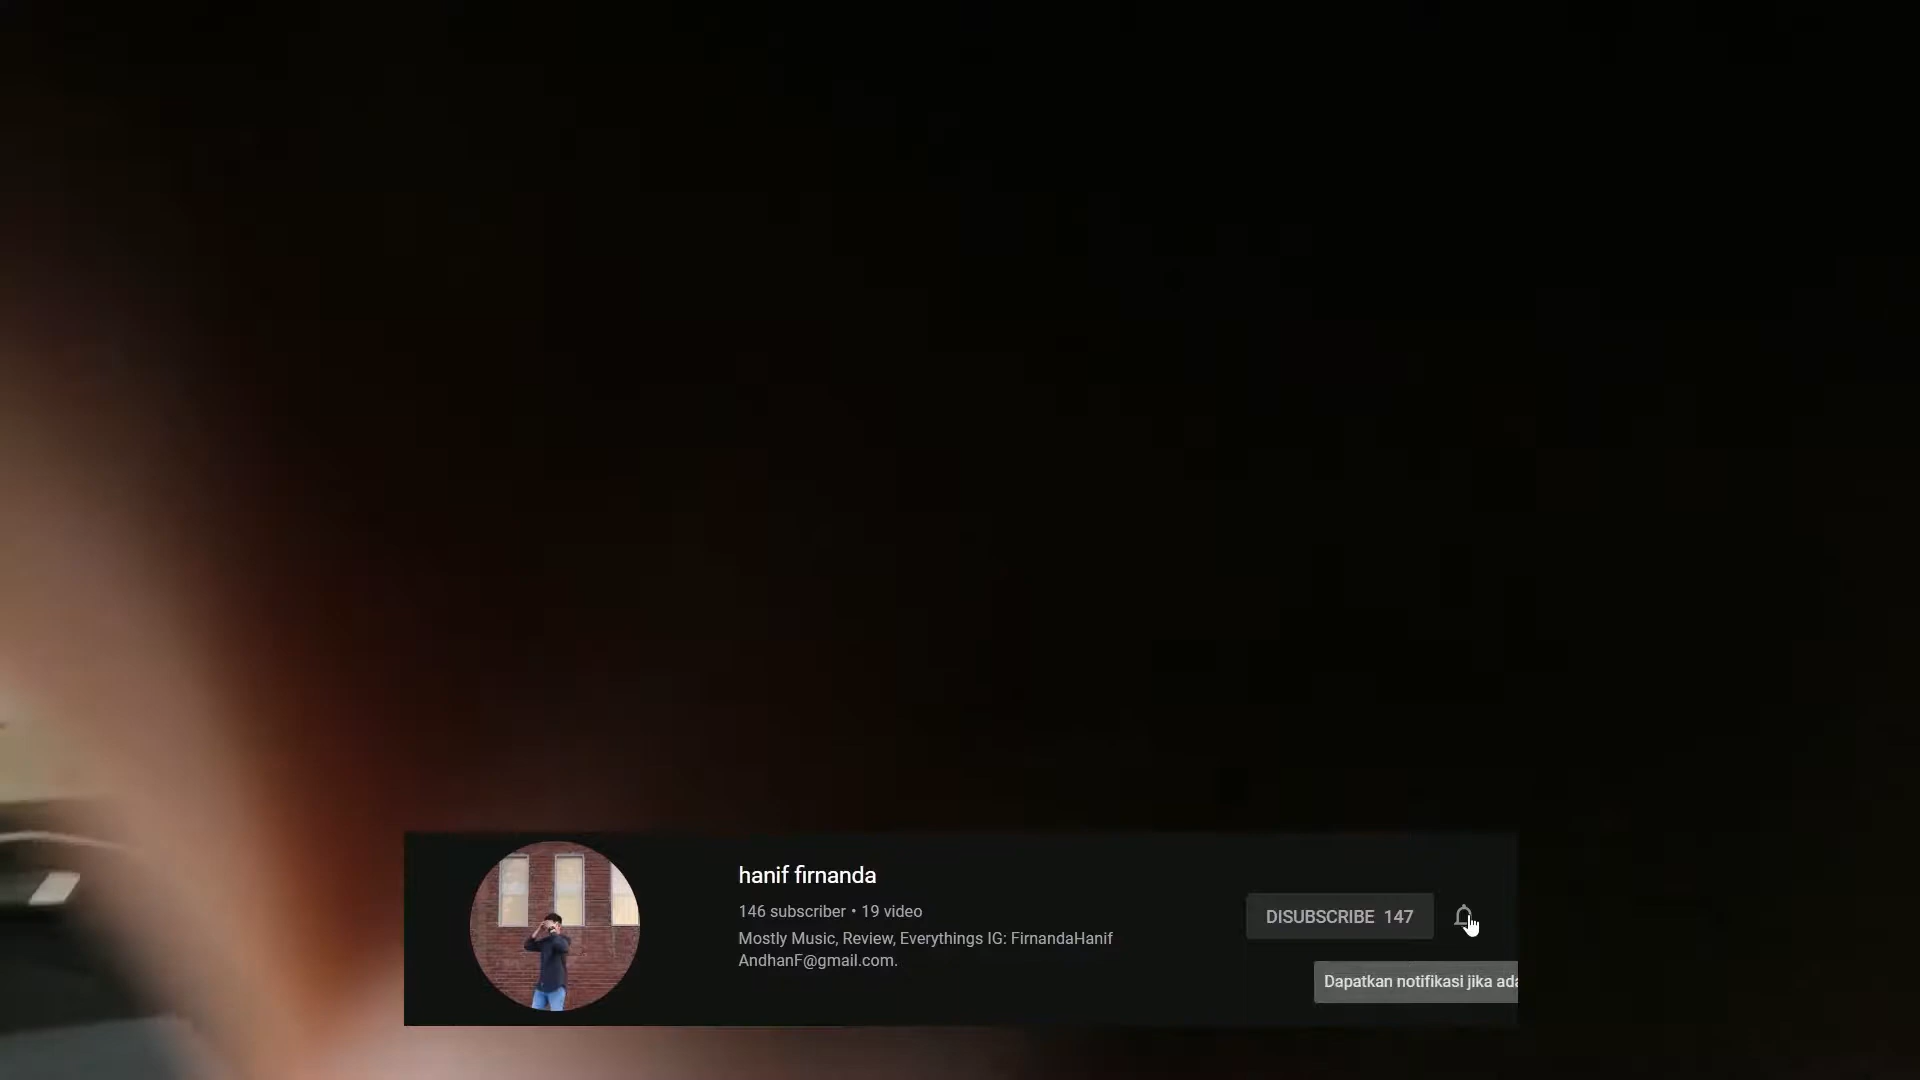 hanif firnanda
146 subscriber • 19 video
Mostly Music, Review, Everythings IG: FirnandaHanif
AndhanF@gmail.com.
DISUBSCRIBE 147
Dapatkan notifikasi jika ada